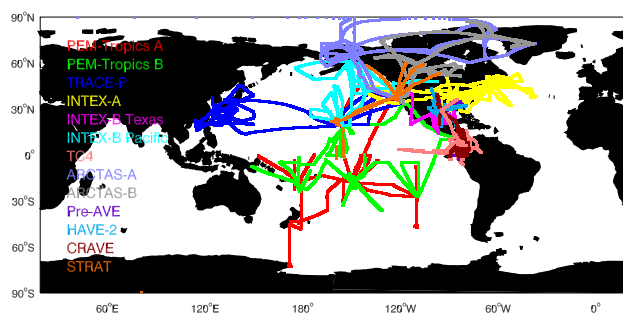 90°N
60°N
30°N
0°
30°S
60°S
90°S
PEM-Tropics A
PEM-Tropics B
TRACE-P
INTEX-A
INTEX-B Texas
INTEX-B Pacific
TC4
ARCTAS-A
ARCTAS-B
Pre-AVE
HAVE-2
CRAVE
STRAT
60°E
120°E
180°
120°W
60°W
0°